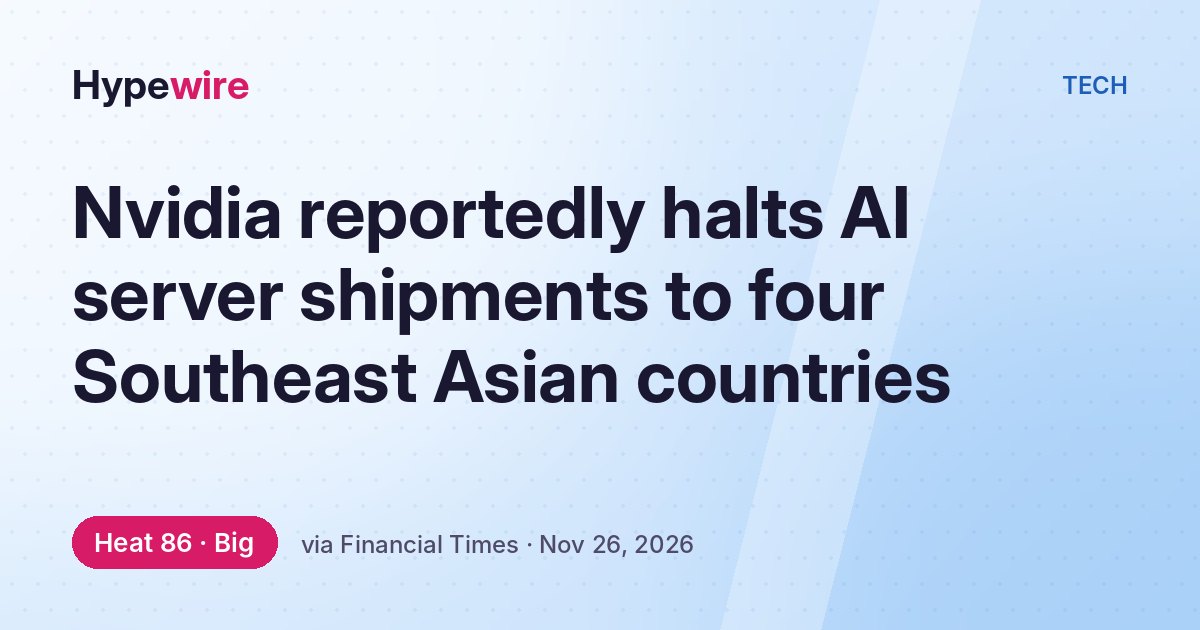 Hypewire
TECH
Nvidia reportedly halts AI
server shipments to four
Southeast Asian countries
Heat 86 · Big
via Financial Times · Nov 26, 2026